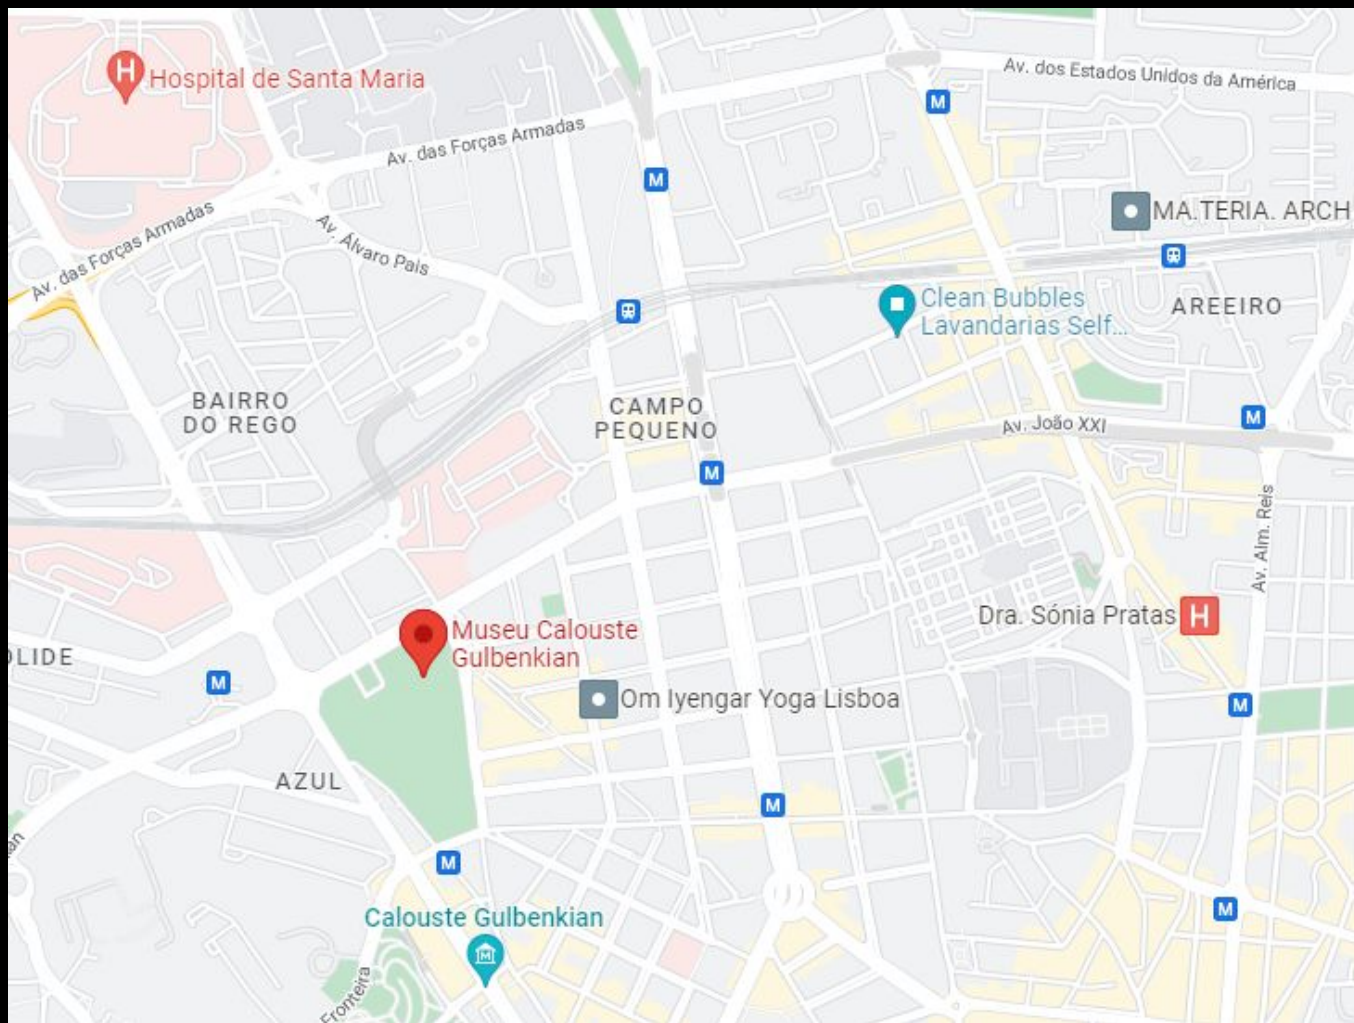 Hospital de Santa Maria
Av. dos Estados Unidos da América
M
Av. das Forças Armadas
M
MA.TERIA. ARCH
Av. das Forças Armadas
Av. Álvaro Pais
Clean Bubbles
Lavandarias Self...
AREEIRO
BAIRRO
DO REGO
CAMPO
PEQUENO
Av. João XXI
M
M
Av. Alm. Reis
Dra. Sónia Pratas
H
Museu Calouste
Gulbenkian
OLIDE
M
Om Iyengar Yoga Lisboa
M
AZUL
M
M
M
Calouste Gulbenkian
Fronteira
H